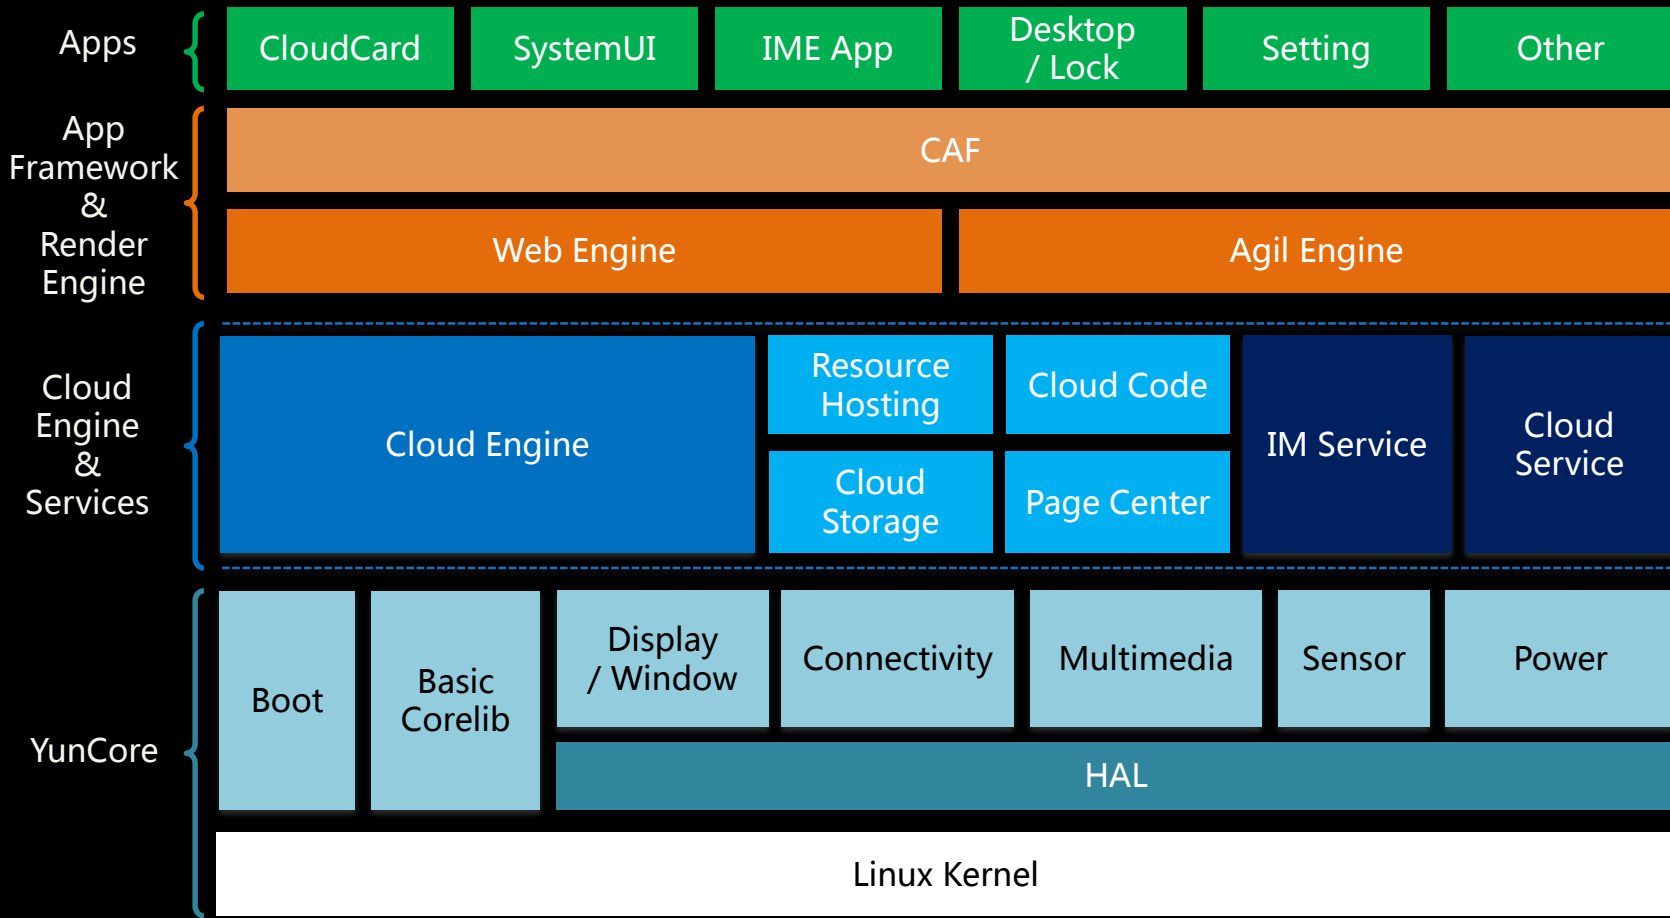 Apps
CloudCard
SystemUI
IME App
Desktop
/ Lock
Setting
Other
App
Framework
&
Render
Engine
CAF
Web Engine
Agil Engine
Cloud
Engine
&
Services
Cloud Engine
Resource
Hosting
Cloud Code
Cloud
Storage
Page Center
IM Service
Cloud
Service
YunCore
Boot
Basic
Corelib
Display
/ Window
Connectivity
Multimedia
Sensor
Power
HAL
Linux Kernel